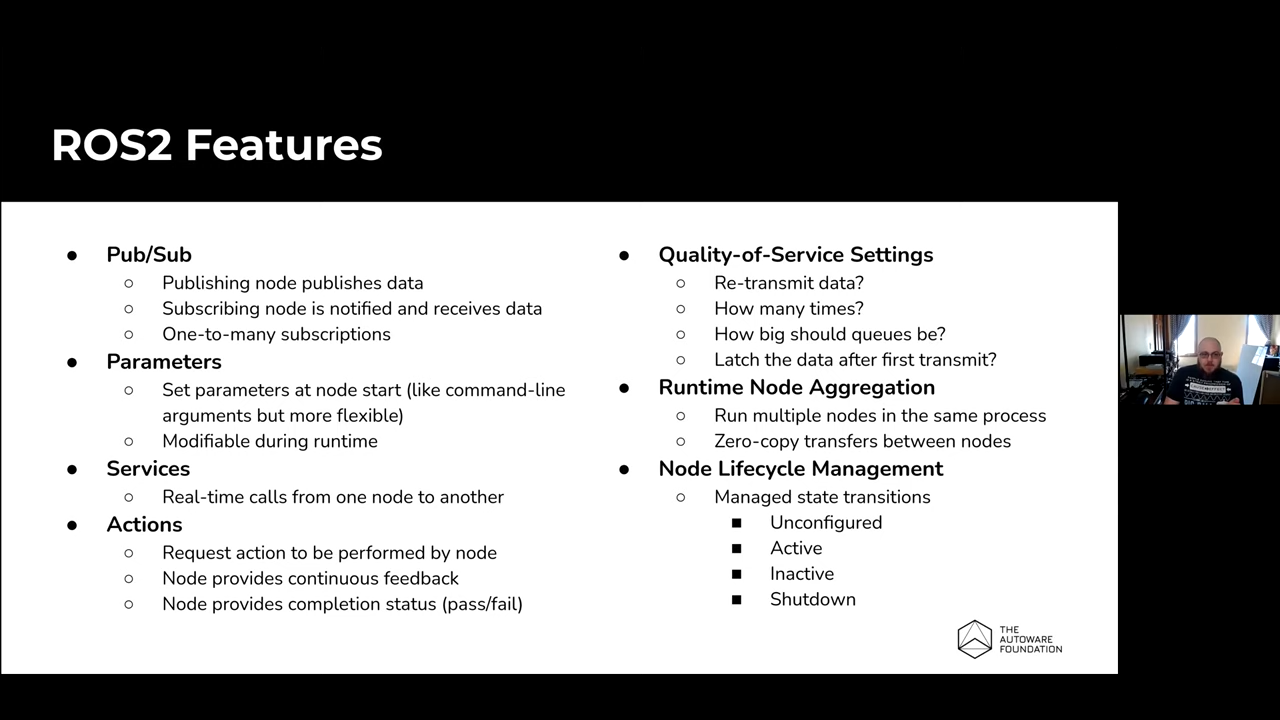 ROS2 Features
● Pub/Sub
○ Publishing node publishes data
○ Subscribing node is notified and receives data
○ One-to-many subscriptions
● Parameters
○ Set parameters at node start (like command-line
arguments but more flexible)
○ Modifiable during runtime
● Services
○ Real-time calls from one node to another
● Actions
○ Request action to be performed by node
○ Node provides continuous feedback
○ Node provides completion status (pass/fail)
● Quality-of-Service Settings
○ Re-transmit data?
○ How many times?
○ How big should queues be?
○ Latch the data after first transmit?
● Runtime Node Aggregation
○ Run multiple nodes in the same process
○ Zero-copy transfers between nodes
● Node Lifecycle Management
○ Managed state transitions
■ Unconfigured
■ Active
■ Inactive
■ Shutdown
THE
AUTOWARE
FOUNDATION